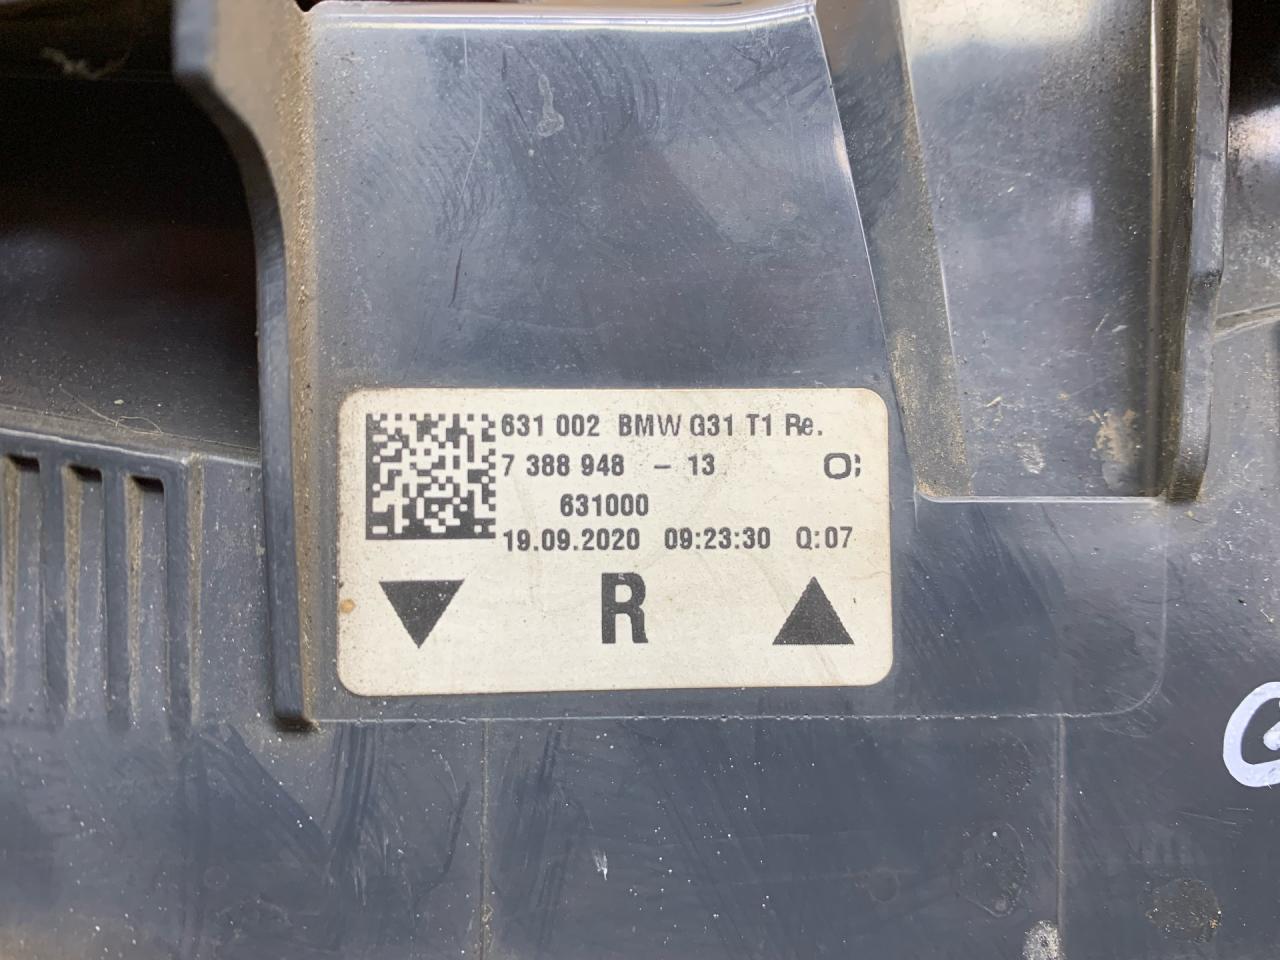 631 002 BMW G31 T1 Re.
7 388 948 - 13
631000
19.09.2020 09:23:30 Q:07
R